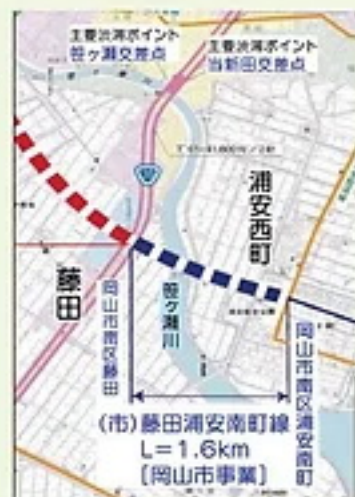 主要渋滞ポイント
笹ヶ瀬交差点
主要渋滞ポイント
当新田交差点
浦安西町
藤田
岡山市南区藤田
笹ヶ瀬川
岡山市南区浦安南町
(市)藤田浦安南町線
L=1.6km
[岡山市事業]